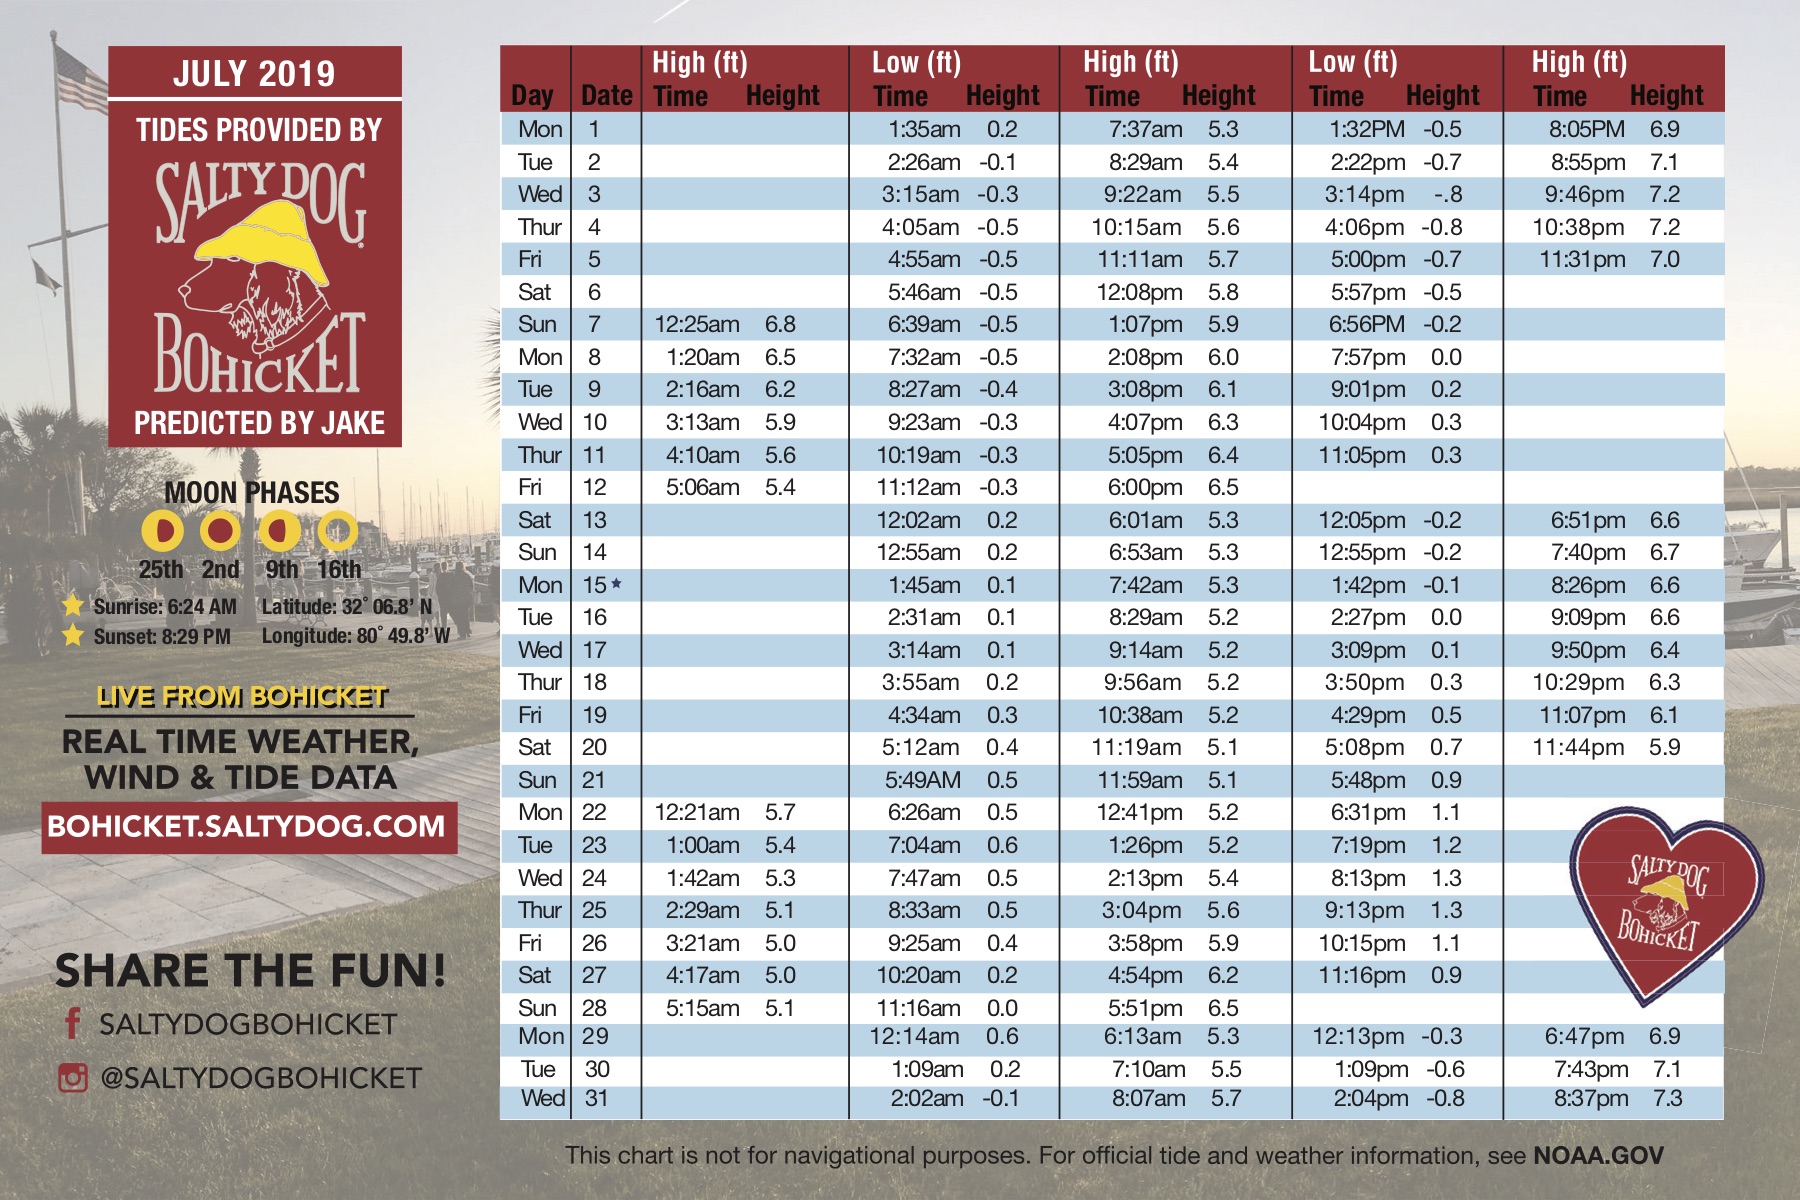 JULY 2019
TIDES PROVIDED BY
SALTY DOG
BOHICKET
PREDICTED BY JAKE
MOON PHASES
25th 2nd 9th 16th
Sunrise: 6:24 AM Latitude: 32° 06.8' N
Sunset: 8:29 PM Longitude: 80° 49.8' W
LIVE FROM BOHICKET
REAL TIME WEATHER,
WIND & TIDE DATA
BOHICKET.SALTYDOG.COM
SHARE THE FUN!
SALTYDOGBOHICKET
@SALTYDOGBOHICKET
High (ft) Low (ft) High (ft) Low (ft) High (ft)
Day Date Time Height Time Height Time Height Time Height Time Height
Mon 1 1:35am 0.2 7:37am 5.3 1:32PM -0.5 8:05PM 6.9
Tue 2 2:26am -0.1 8:29am 5.4 2:22pm -0.7 8:55pm 7.1
Wed 3 3:15am -0.3 9:22am 5.5 3:14pm -.8 9:46pm 7.2
Thur 4 4:05am -0.5 10:15am 5.6 4:06pm -0.8 10:38pm 7.2
Fri 5 4:55am -0.5 11:11am 5.7 5:00pm -0.7 11:31pm 7.0
Sat 6 5:46am -0.5 12:08pm 5.8 5:57pm -0.5
Sun 7 12:25am 6.8 6:39am -0.5 1:07pm 5.9 6:56PM -0.2
Mon 8 1:20am 6.5 7:32am -0.5 2:08pm 6.0 7:57pm 0.0
Tue 9 2:16am 6.2 8:27am -0.4 3:08pm 6.1 9:01pm 0.2
Wed 10 3:13am 5.9 9:23am -0.3 4:07pm 6.3 10:04pm 0.3
Thur 11 4:10am 5.6 10:19am -0.3 5:05pm 6.4 11:05pm 0.3
Fri 12 5:06am 5.4 11:12am -0.3 6:00pm 6.5
Sat 13 12:02am 0.2 6:01am 5.3 12:05pm -0.2 6:51pm 6.6
Sun 14 12:55am 0.2 6:53am 5.3 12:55pm -0.2 7:40pm 6.7
Mon 15 1:45am 0.1 7:42am 5.3 1:42pm -0.1 8:26pm 6.6
Tue 16 2:31am 0.1 8:29am 5.2 2:27pm 0.0 9:09pm 6.6
Wed 17 3:14am 0.1 9:14am 5.2 3:09pm 0.1 9:50pm 6.4
Thur 18 3:55am 0.2 9:56am 5.2 3:50pm 0.3 10:29pm 6.3
Fri 19 4:34am 0.3 10:38am 5.2 4:29pm 0.5 11:07pm 6.1
Sat 20 5:12am 0.4 11:19am 5.1 5:08pm 0.7 11:44pm 5.9
Sun 21 5:49AM 0.5 11:59am 5.1 5:48pm 0.9
Mon 22 12:21am 5.7 6:26am 0.5 12:41pm 5.2 6:31pm 1.1
Tue 23 1:00am 5.4 7:04am 0.6 1:26pm 5.2 7:19pm 1.2
Wed 24 1:42am 5.3 7:47am 0.5 2:13pm 5.4 8:13pm 1.3
Thur 25 2:29am 5.1 8:33am 0.5 3:04pm 5.6 9:13pm 1.3
Fri 26 3:21am 5.0 9:25am 0.4 3:58pm 5.9 10:15pm 1.1
Sat 27 4:17am 5.0 10:20am 0.2 4:54pm 6.2 11:16pm 0.9
Sun 28 5:15am 5.1 11:16am 0.0 5:51pm 6.5
Mon 29 12:14am 0.6 6:13am 5.3 12:13pm -0.3 6:47pm 6.9
Tue 30 1:09am 0.2 7:10am 5.5 1:09pm -0.6 7:43pm 7.1
Wed 31 2:02am -0.1 8:07am 5.7 2:04pm -0.8 8:37pm 7.3
SALTY DOG
BOHICKET
This chart is not for navigational purposes. For official tide and weather information, see NOAA.GOV